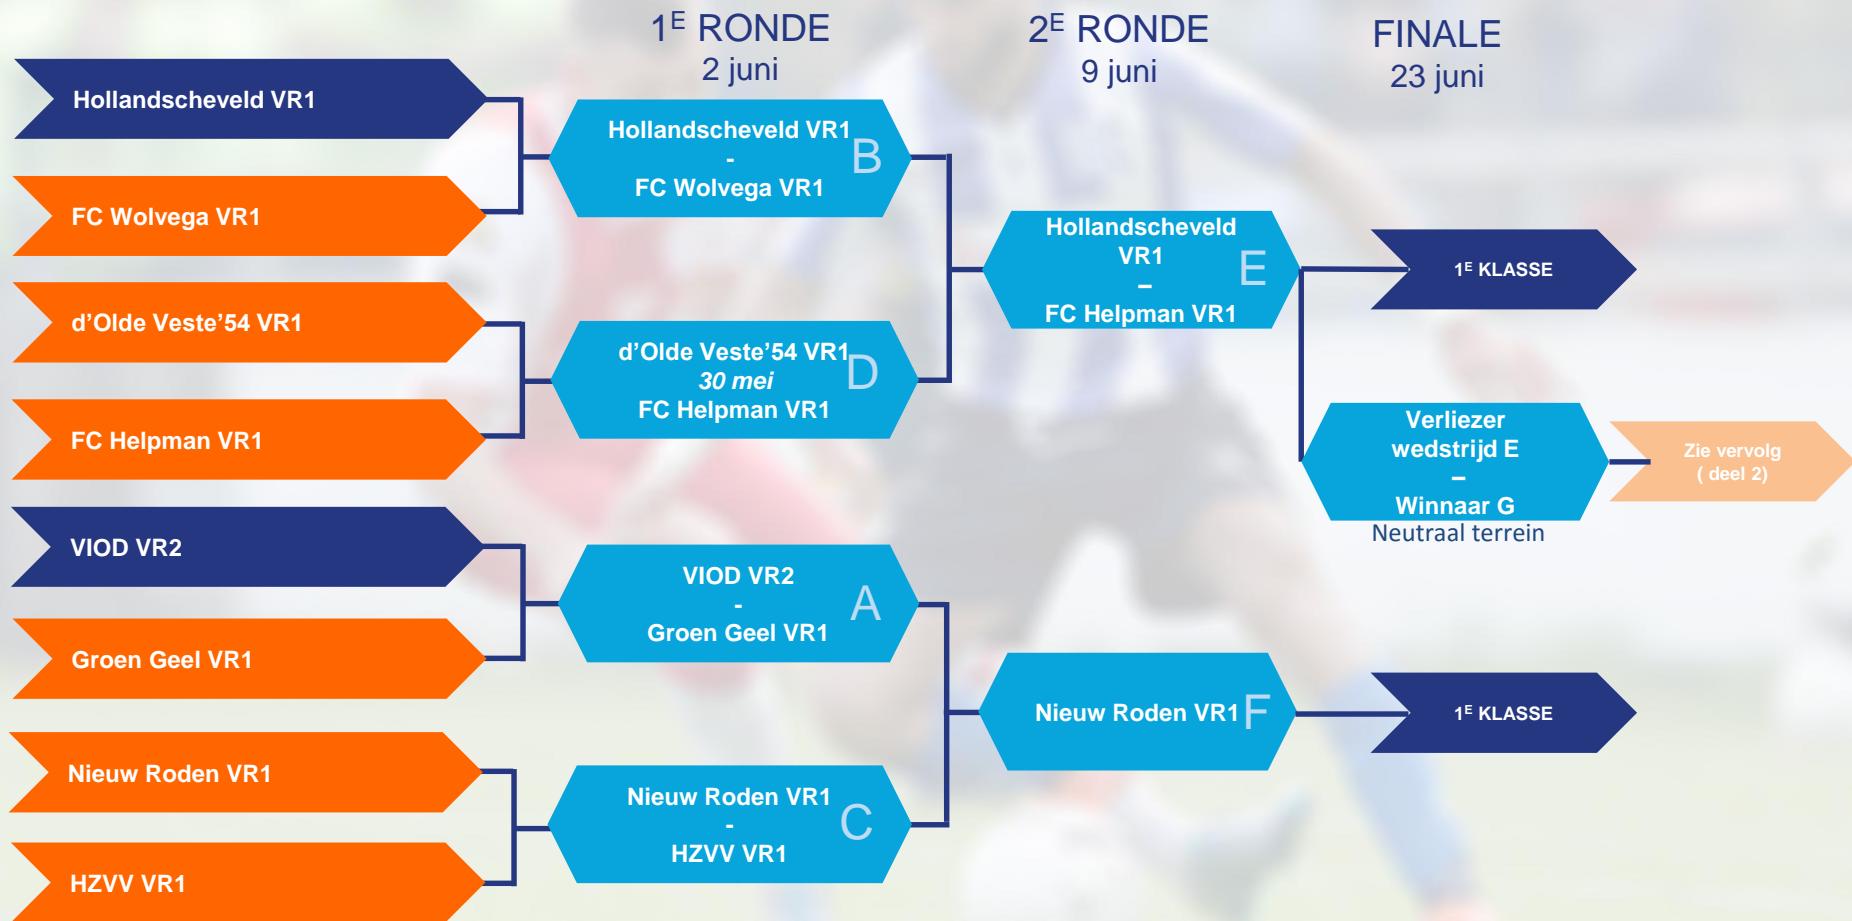 1E RONDE
2 juni
2E RONDE
9 juni
FINALE
23 juni
Hollandscheveld VR1
FC Wolvega VR1
d’Olde Veste’54 VR1
FC Helpman VR1
VIOD VR2
Groen Geel VR1
Nieuw Roden VR1
HZVV VR1
Hollandscheveld VR1
-
FC Wolvega VR1
B
d’Olde Veste’54 VR1
30 mei
FC Helpman VR1
D
VIOD VR2
-
Groen Geel VR1
A
Nieuw Roden VR1
-
HZVV VR1
C
Hollandscheveld
VR1
–
FC Helpman VR1
E
Nieuw Roden VR1
F
1E KLASSE
Verliezer
wedstrijd E
–
Winnaar G
Neutraal terrein
Zie vervolg
( deel 2)
1E KLASSE